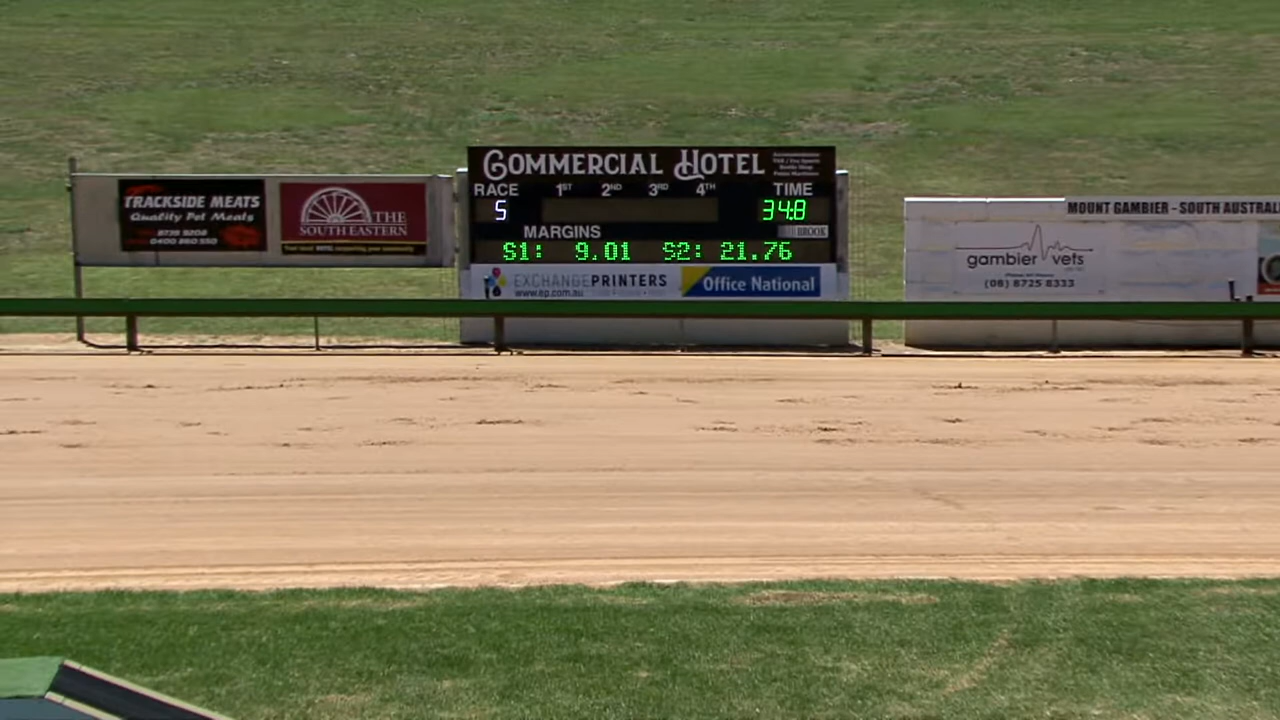 COMMERCIAL HOTEL
RACE 1ST 2ND 3RD 4TH TIME
5 34.8
MARGINS
BROOK
S1: 9.01 S2: 21.76
EXCHANGEPRINTERS
www.ep.com.au
Office National
TRACKSIDE MEATS
Quality Pet Meats
THE
SOUTH EASTERN
MOUNT GAMBIER - SOUTH AUSTRAL
gambier vets
(08) 8725 8333